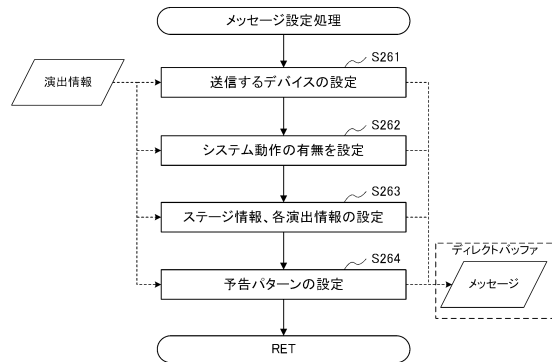 メッセージ設定処理
S261
演出情報
送信するデバイスの設定
S262
システム動作の有無を設定
S263
ステージ情報、各演出情報の設定
ディレクトバッファ
S264
予告パターンの設定
メッセージ
RET